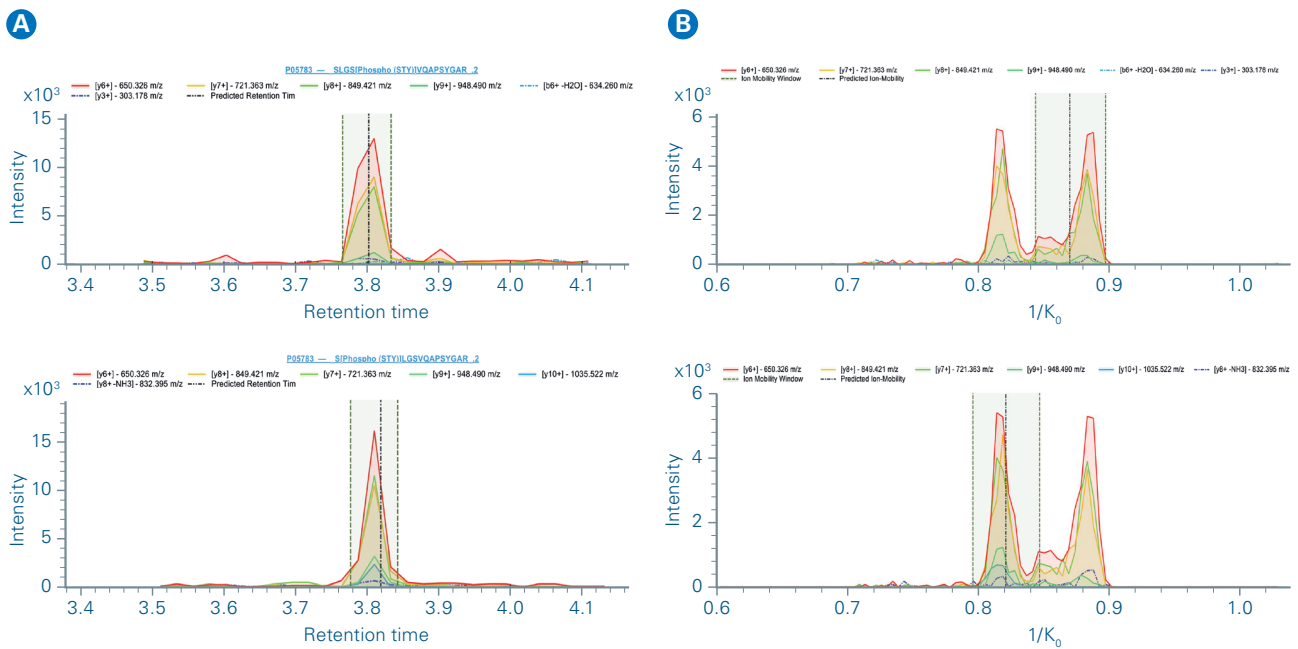 A
B
P05783 — SLGS[Phospho (STY)]VQAPSYGAR .2
[y6+] - 650.326 m/z [y7+] - 721.363 m/z [y8+] - 849.421 m/z [y9+] - 948.490 m/z [b6+ -H2O] - 634.260 m/z
[y3+] - 303.178 m/z Predicted Retention Tim
x10³
15
10
5
0
Intensity
3.4 3.5 3.6 3.7 3.8 3.9 4.0 4.1
Retention time
[y6+] - 650.326 m/z [y7+] - 721.363 m/z [y8+] - 849.421 m/z [y9+] - 948.490 m/z [b6+ -H2O] - 634.260 m/z [y3+] - 303.178 m/z
Ion Mobility Window Predicted Ion-Mobility
x10³
6
4
2
0
Intensity
0.6 0.7 0.8 0.9 1.0
1/K₀
P05783 — S[Phospho (STY)]LGSVQAPSYGAR .2
[y6+] - 650.326 m/z [y8+] - 849.421 m/z [y7+] - 721.363 m/z [y9+] - 948.490 m/z [y10+] - 1035.522 m/z
[y8+ -NH3] - 832.395 m/z Predicted Retention Tim
x10³
15
10
5
0
Intensity
3.4 3.5 3.6 3.7 3.8 3.9 4.0 4.1
Retention time
[y6+] - 650.326 m/z [y8+] - 849.421 m/z [y7+] - 721.363 m/z [y9+] - 948.490 m/z [y10+] - 1035.522 m/z [y8+ -NH3] - 832.395 m/z
Ion Mobility Window Predicted Ion-Mobility
x10³
6
4
2
0
Intensity
0.6 0.7 0.8 0.9 1.0
1/K₀